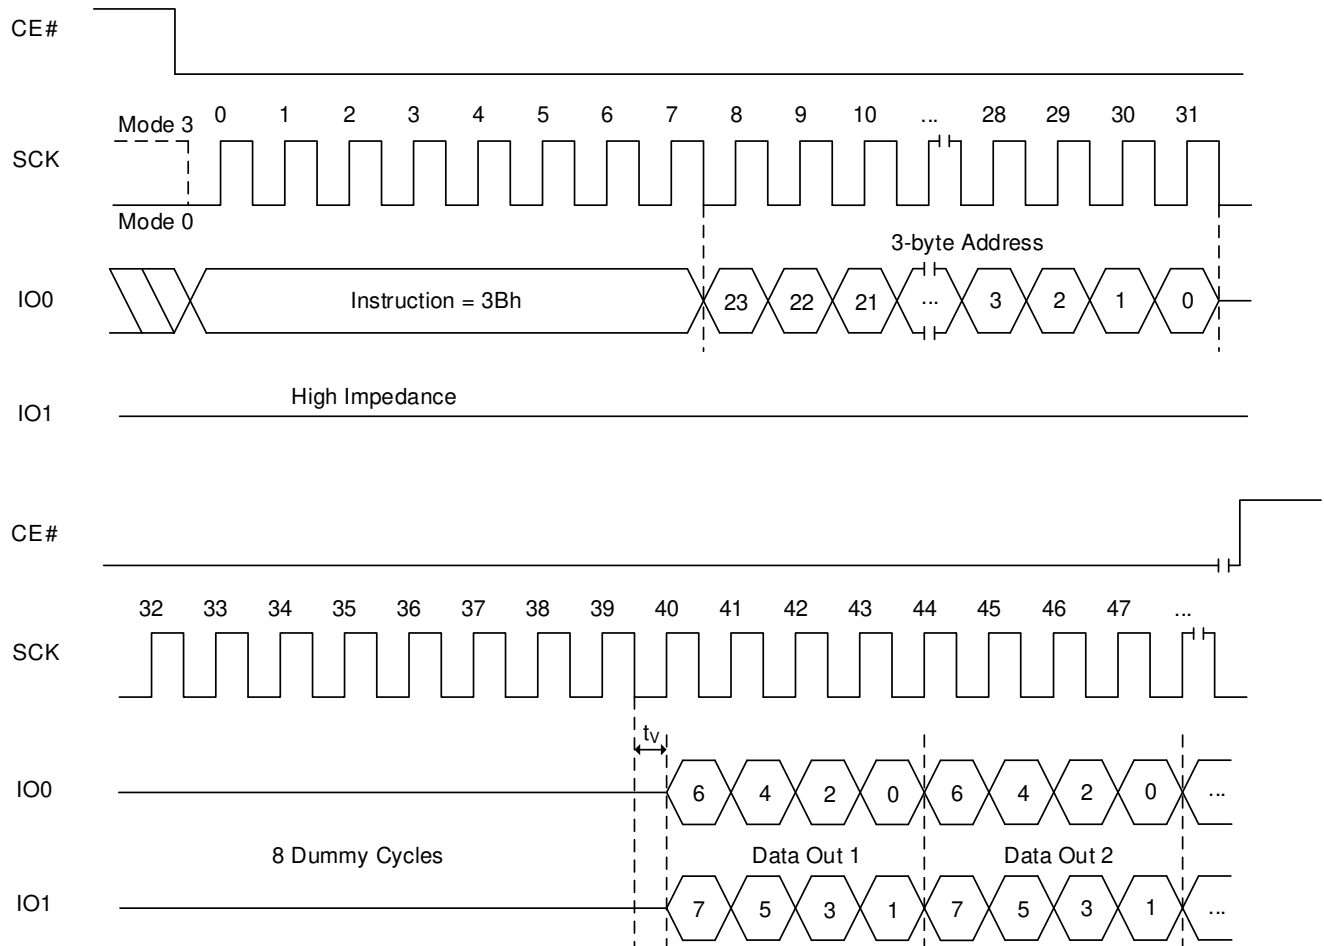 CE#
Mode 3 0 1 2 3 4 5 6 7 8 9 10 ... 28 29 30 31
SCK
Mode 0
3-byte Address
IO0 Instruction = 3Bh 23 22 21 ... 3 2 1 0
High Impedance
IO1
CE#
32 33 34 35 36 37 38 39 40 41 42 43 44 45 46 47 ...
SCK
tV
IO0 6 4 2 0 6 4 2 0 ...
8 Dummy Cycles Data Out 1 Data Out 2
IO1 7 5 3 1 7 5 3 1 ...